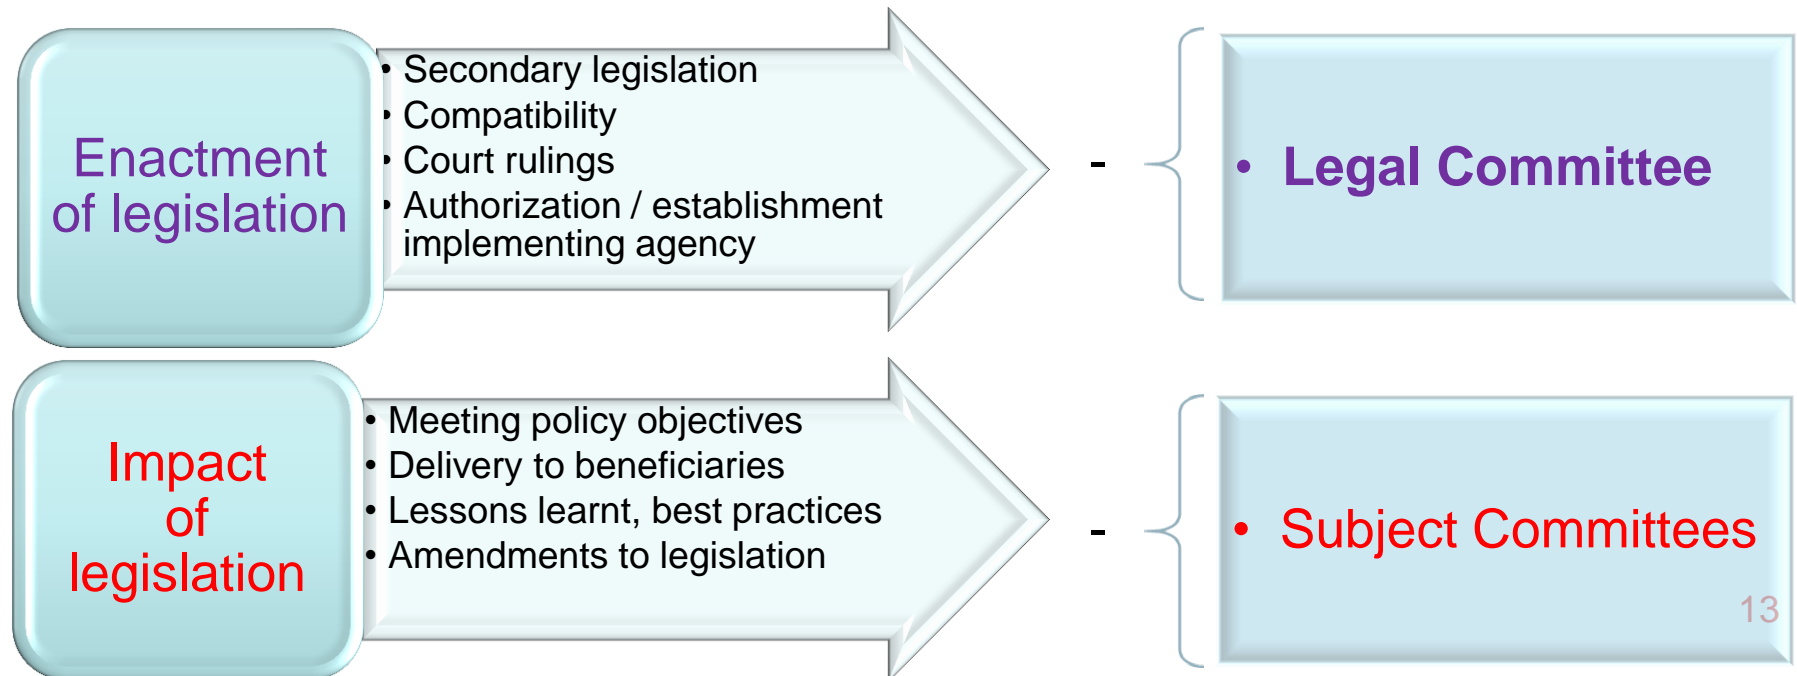 Enactment
of legislation
• Secondary legislation
• Compatibility
• Court rulings
• Authorization / establishment
implementing agency
-
• Legal Committee
Impact
of
legislation
• Meeting policy objectives
• Delivery to beneficiaries
• Lessons learnt, best practices
• Amendments to legislation
-
• Subject Committees
13